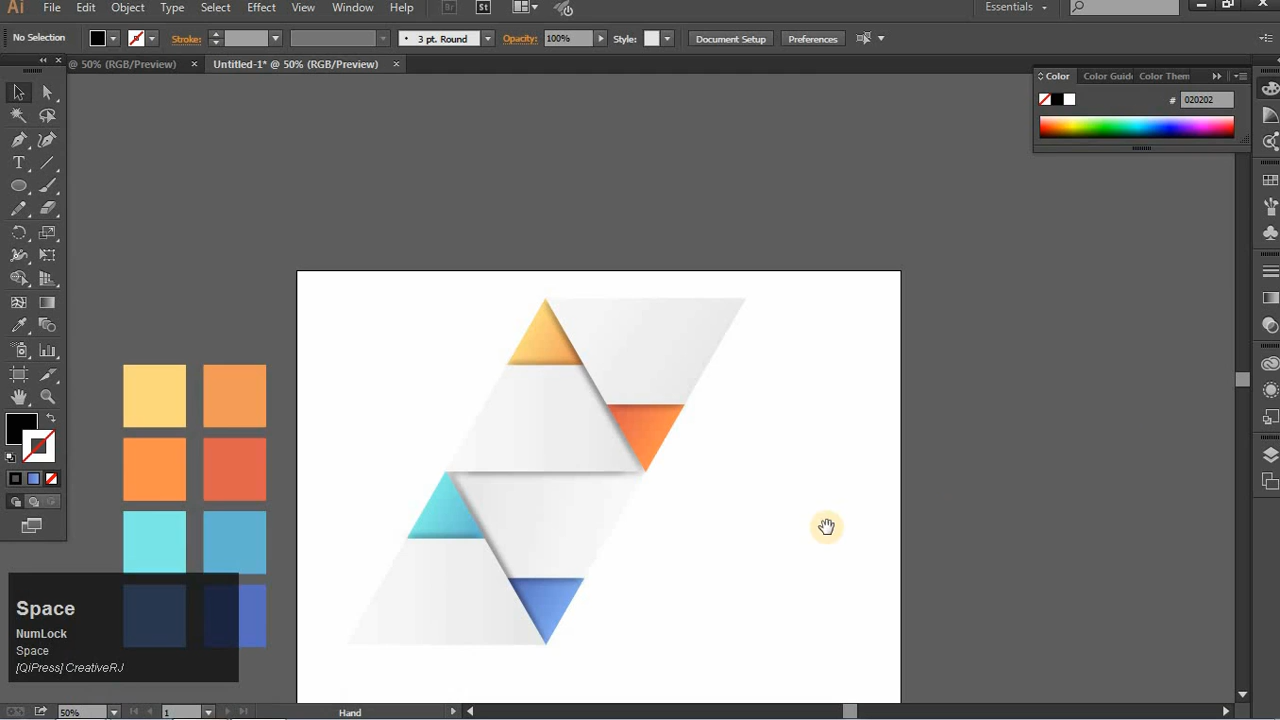 Ai File Edit Object Type Select Effect View Window Help Br St Essentials
No Selection Stroke: 3 pt. Round Opacity: 100% Style: Document Setup Preferences
@ 50% (RGB/Preview) × Untitled-1* @ 50% (RGB/Preview) ×
Color Color Guid Color Them
# 020202
Space
NumLock
Space
[QiPress] CreativeRJ
50% 1 Hand